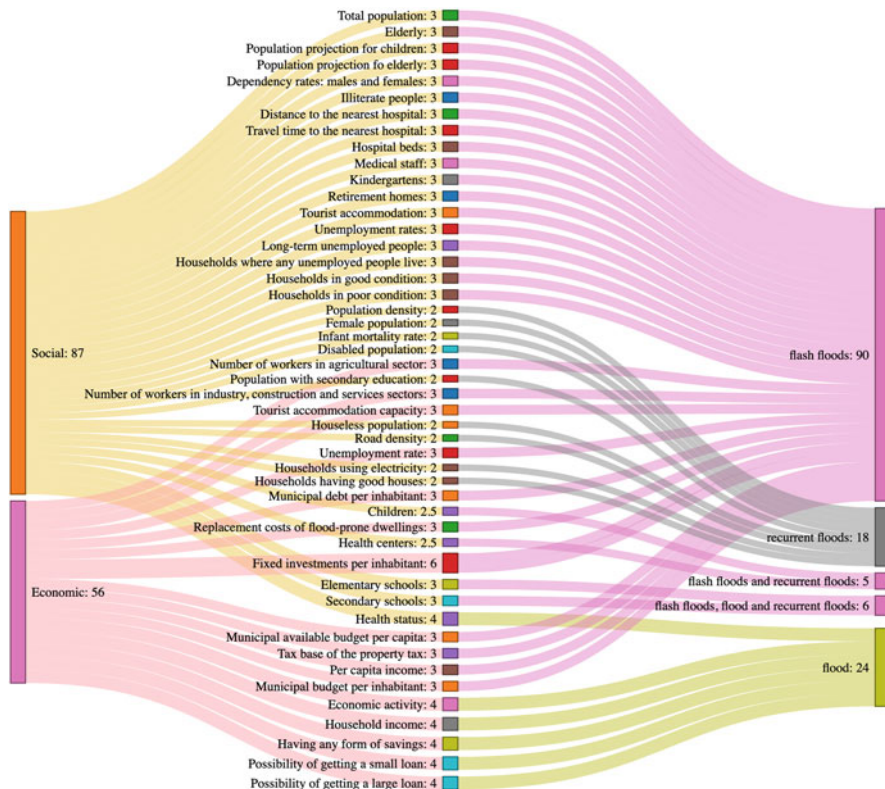 Total population: 3
Elderly: 3
Population projection for children: 3
Population projection fo elderly: 3
Dependency rates: males and females: 3
Illiterate people: 3
Distance to the nearest hospital: 3
Travel time to the nearest hospital: 3
Hospital beds: 3
Medical staff: 3
Kindergartens: 3
Retirement homes: 3
Tourist accommodation: 3
Unemployment rates: 3
Long-term unemployed people: 3
Households where any unemployed people live: 3
Households in good condition: 3
Households in poor condition: 3
Population density: 2
Female population: 2
Infant mortality rate: 2
Disabled population: 2
Social: 87
flash floods: 90
Number of workers in agricultural sector: 3
Population with secondary education: 2
Number of workers in industry, construction and services sectors: 3
Tourist accommodation capacity: 3
Houseless population: 2
Road density: 2
Unemployment rate: 3
Households using electricity: 2
Households having good houses: 2
Municipal debt per inhabitant: 3
Children: 2.5
Replacement costs of flood-prone dwellings: 3
recurrent floods: 18
Health centers: 2.5
Fixed investments per inhabitant: 6
flash floods and recurrent floods: 5
Elementary schools: 3
Economic: 56
Secondary schools: 3
flash floods, flood and recurrent floods: 6
Health status: 4
Municipal available budget per capita: 3
Tax base of the property tax: 3
Per capita income: 3
flood: 24
Municipal budget per inhabitant: 3
Economic activity: 4
Household income: 4
Having any form of savings: 4
Possibility of getting a small loan: 4
Possibility of getting a large loan: 4